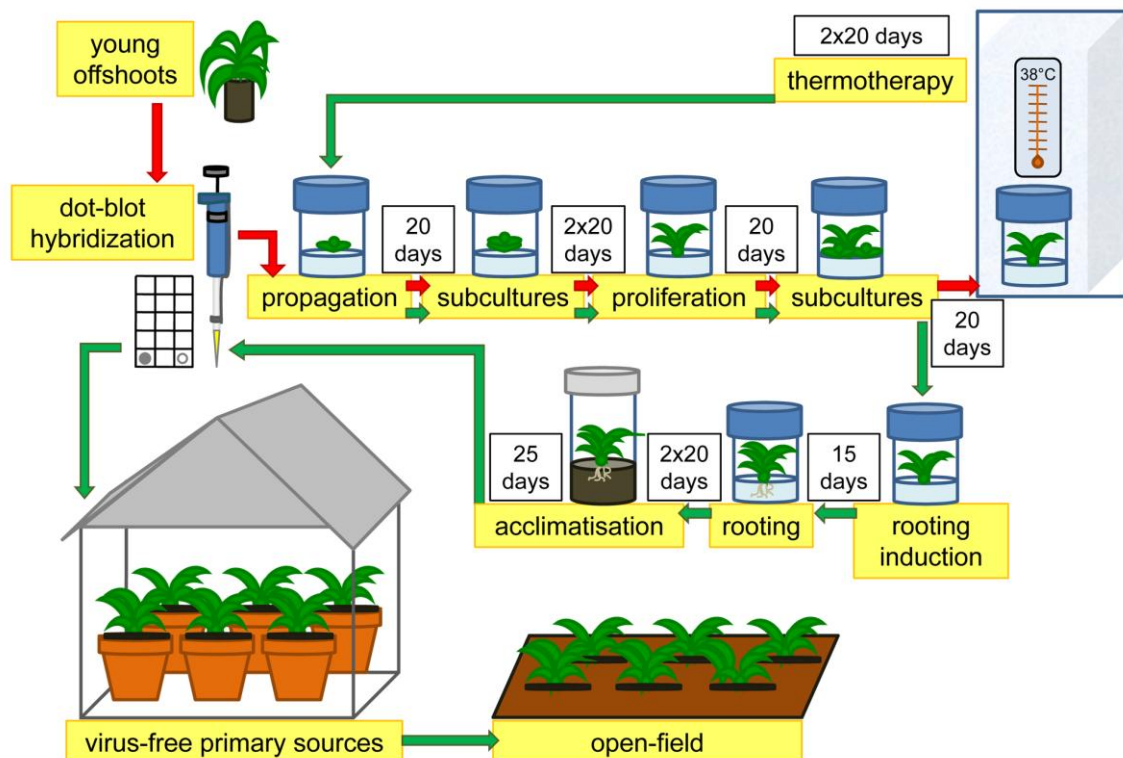 young
offshoots
2x20 days
thermotherapy
38°C
dot-blot
hybridization
20
days
2x20
days
20
days
propagation
subcultures
proliferation
subcultures
20
days
25
days
2x20
days
15
days
acclimatisation
rooting
rooting
induction
virus-free primary sources
open-field